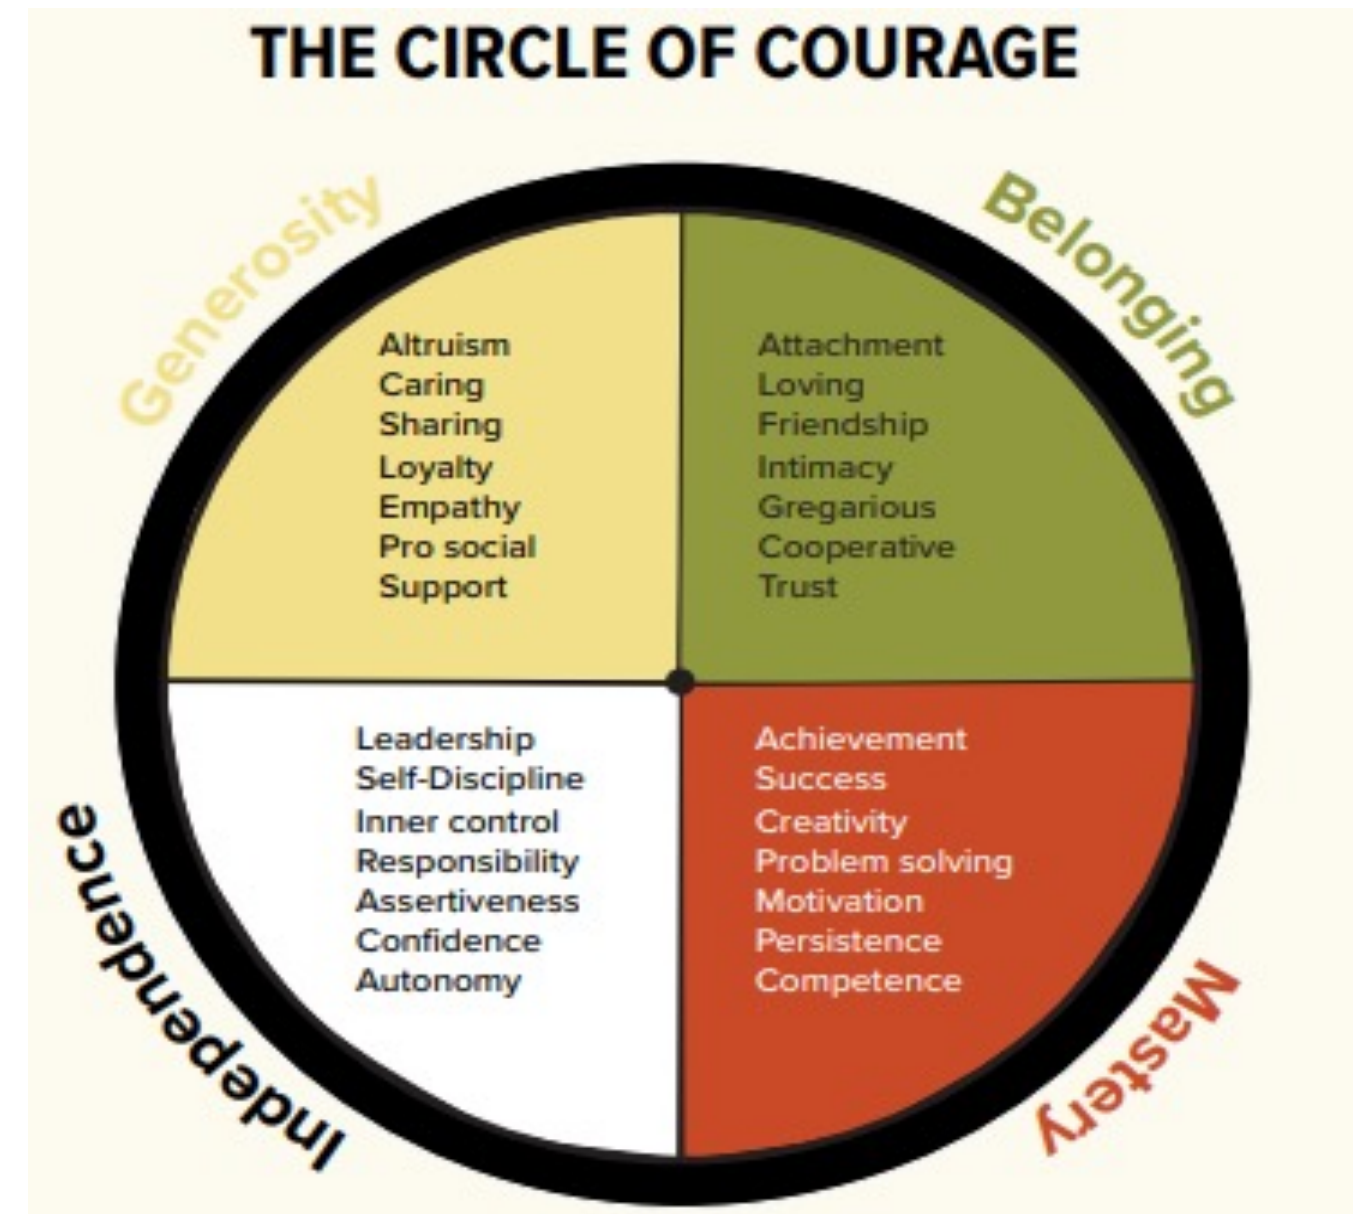 THE CIRCLE OF COURAGE
Generosity
Belonging
Altruism
Caring
Sharing
Loyalty
Empathy
Pro social
Support
Attachment
Loving
Friendship
Intimacy
Gregarious
Cooperative
Trust
Leadership
Self-Discipline
Inner control
Responsibility
Assertiveness
Confidence
Autonomy
Achievement
Success
Creativity
Problem solving
Motivation
Persistence
Competence
Independence
Mastery